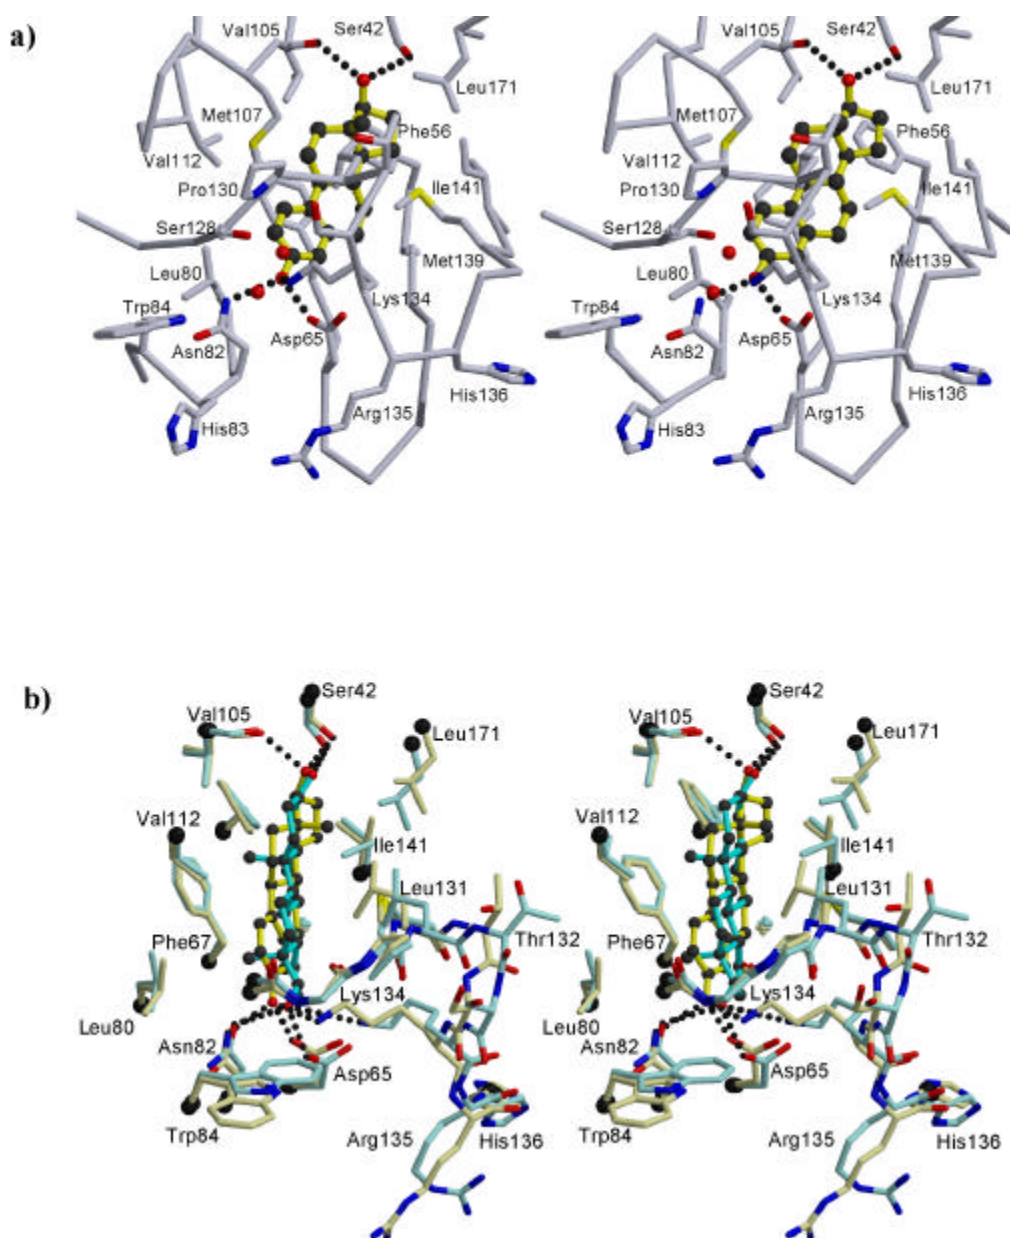 a)
Val105 Ser42 Val105 Ser42
Leu171 Leu171
Met107 Phe56 Met107 Phe56
Val112 Val112
Pro130 Ile141 Pro130 Ile141
Ser128 Ser128
Leu80 Met139 Leu80 Met139
Trp84 Lys134 Trp84 Lys134
Asn82 Asp65 Asn82 Asp65
His136 His136
Arg135 Arg135
His83 His83
b)
Ser42 Ser42
Val105 Val105
Leu171 Leu171
Val112 Ile141 Val112 Ile141
Leu131 Leu131
Phe67 Thr132 Phe67 Thr132
Lys134 Lys134
Leu80 Leu80
Asn82 Asp65 Asn82 Asp65
Trp84 Arg135 His136 Trp84 Arg135 His136